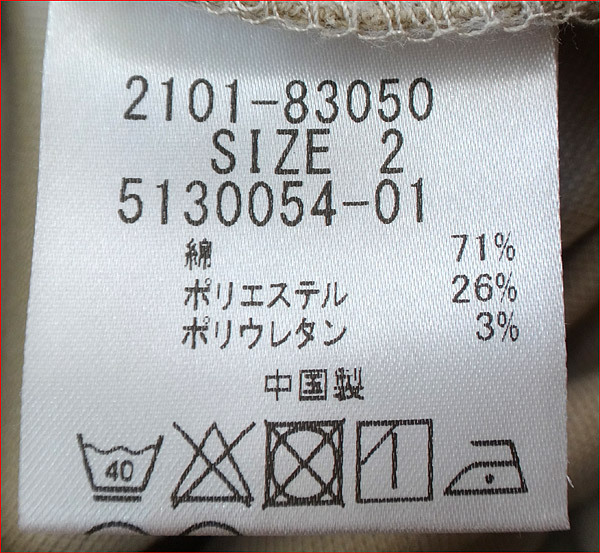 2101-83050
SIZE 2
5130054-01
綿 71%
ポリエステル 26%
ポリウレタン 3%
中国製
40